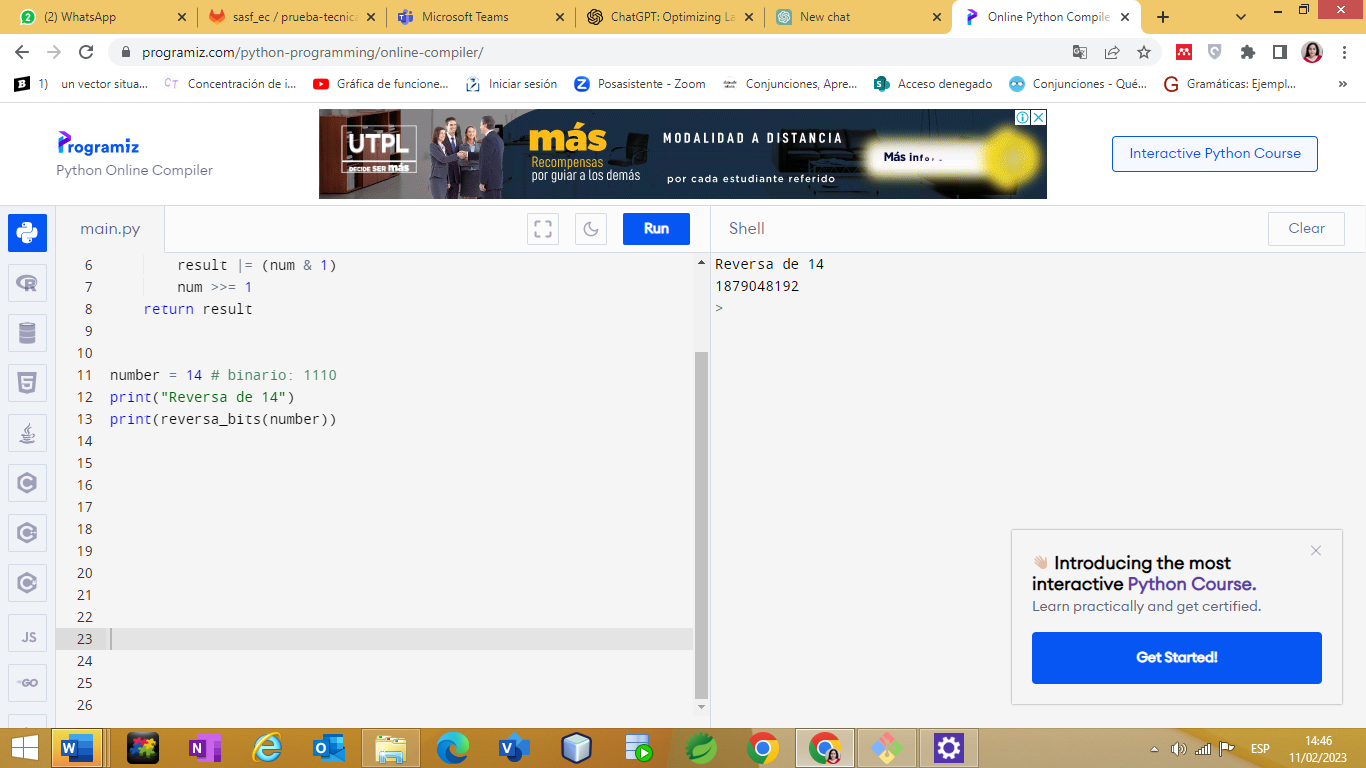 (2) WhatsApp
sasf_ec / prueba-tecnica
Microsoft Teams
ChatGPT: Optimizing La
New chat
Online Python Compile
programiz.com/python-programming/online-compiler/
1) un vector situa...
Concentración de i...
Gráfica de funcione...
Iniciar sesión
Posasistente - Zoom
Conjunciones, Apre...
Acceso denegado
Conjunciones - Qué...
Gramáticas: Ejempl...
»
Programiz
Python Online Compiler
UTPL
DECIDE SER MÁS
más
Recompensas
por guiar a los demás
MODALIDAD A DISTANCIA
por cada estudiante referido
Más info..
Interactive Python Course
main.py
Run
Shell
Clear
6 result |= (num & 1)
7 num >>= 1
8 return result
9
10
11 number = 14 # binario: 1110
12 print("Reversa de 14")
13 print(reversa_bits(number))
14
15
16
17
18
19
20
21
22
23
24
25
26
JS
GO
Reversa de 14
1879048192
>
👋🏼 Introducing the most
interactive Python Course.
Learn practically and get certified.
Get Started!
ESP
14:46
11/02/2023